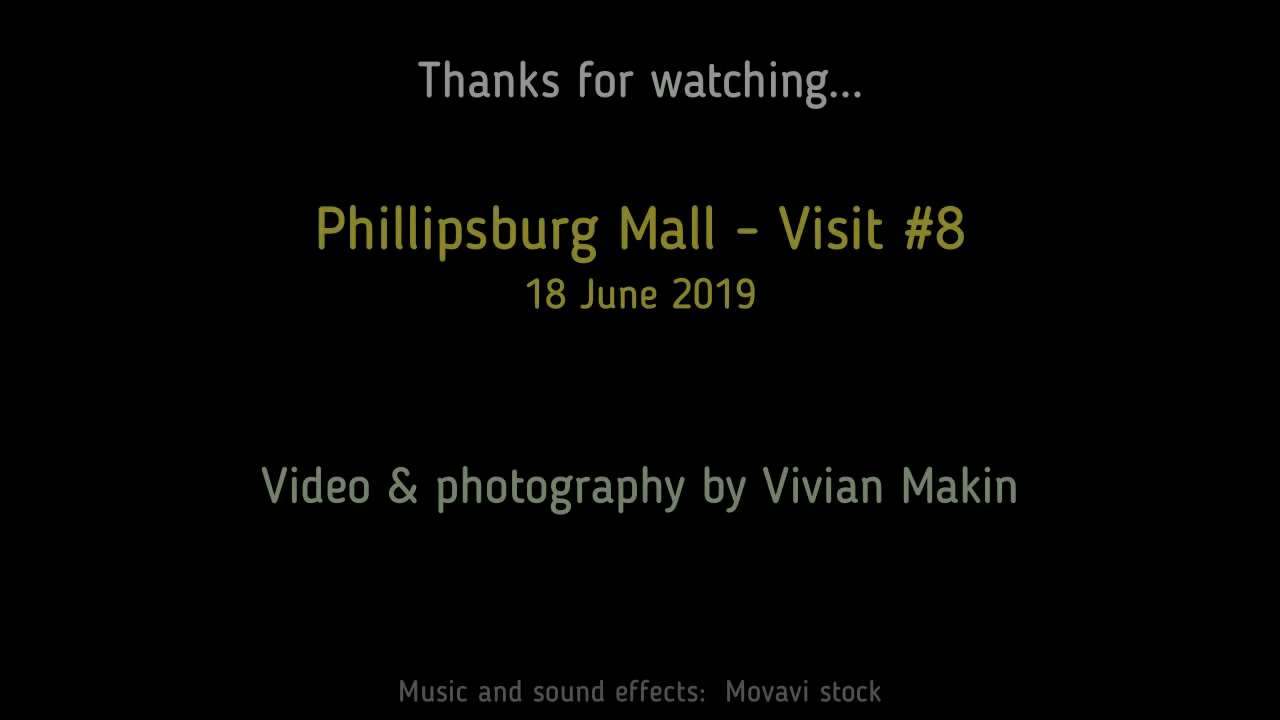 Thanks for watching...
Phillipsburg Mall - Visit #8
18 June 2019
Video & photography by Vivian Makin
Music and sound effects: Movavi stock